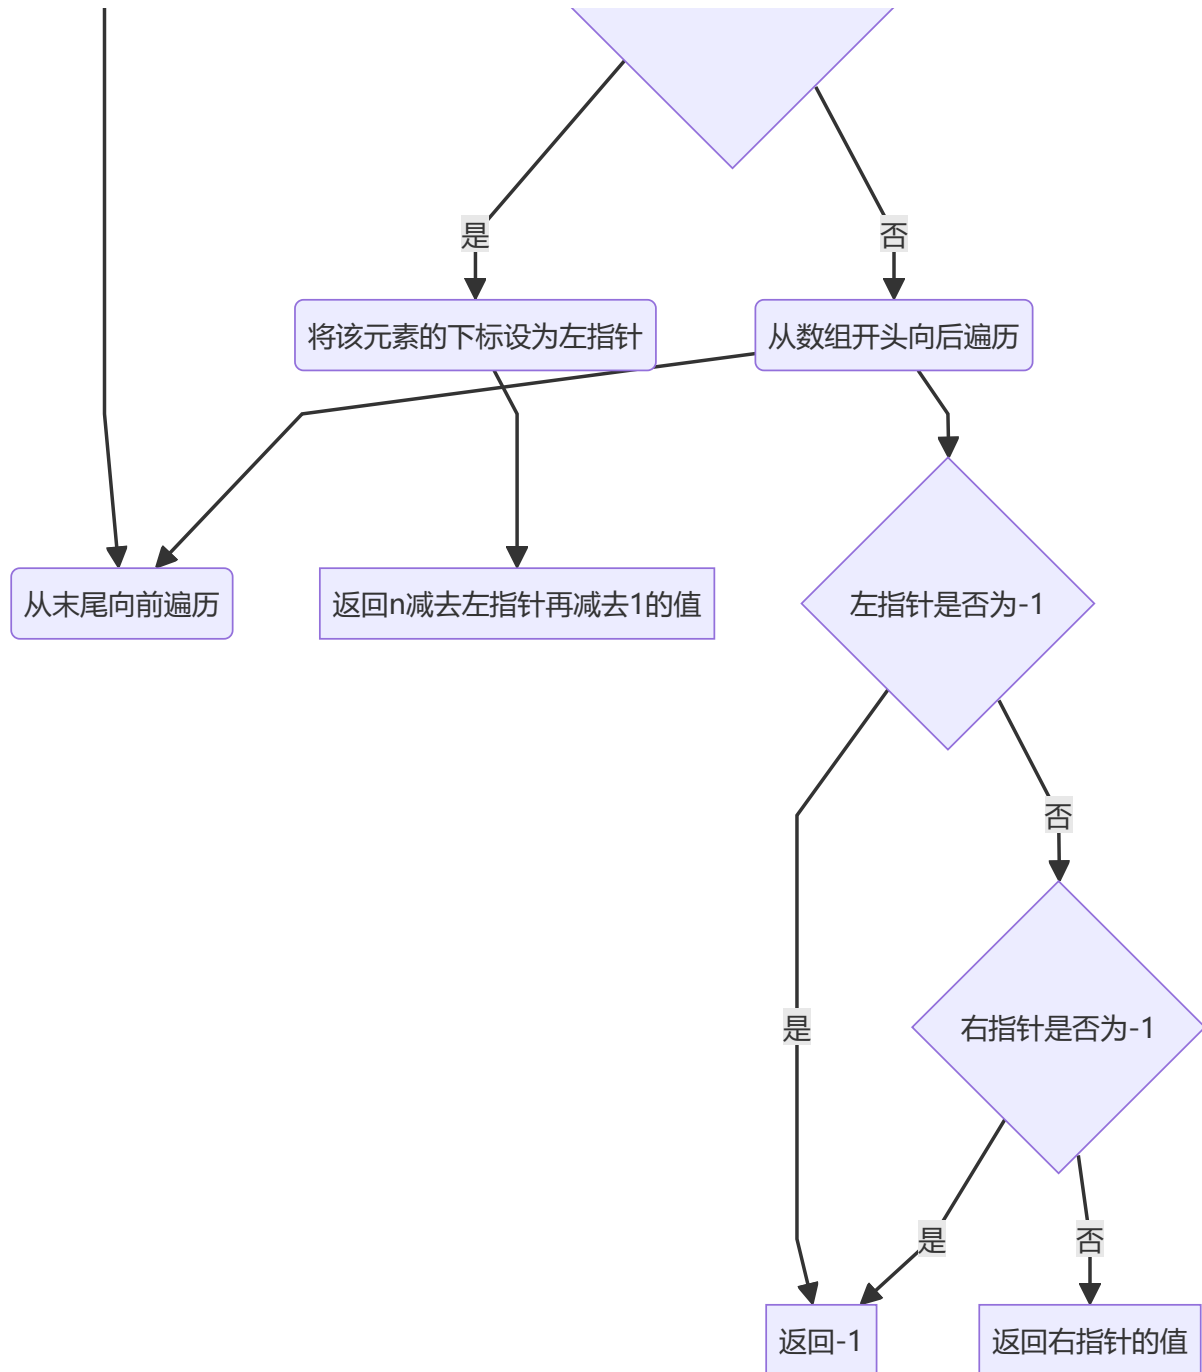 是
否
将该元素的下标设为左指针
从数组开头向后遍历
从末尾向前遍历
返回n减去左指针再减去1的值
左指针是否为-1
否
是
右指针是否为-1
是
否
返回-1
返回右指针的值